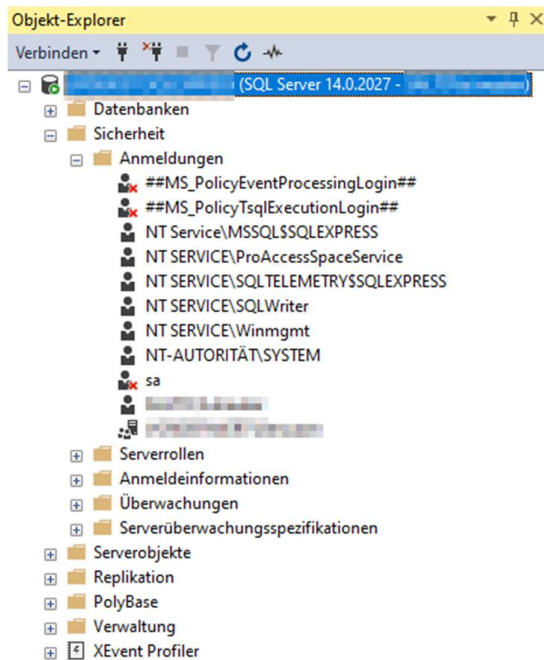 Objekt-Explorer
Verbinden
(SQL Server 14.0.2027 - )
Datenbanken
Sicherheit
Anmeldungen
##MS_PolicyEventProcessingLogin##
##MS_PolicyTsqlExecutionLogin##
NT Service\MSSQL$SQLEXPRESS
NT SERVICE\ProAccessSpaceService
NT SERVICE\SQLTELEMETRY$SQLEXPRESS
NT SERVICE\SQLWriter
NT SERVICE\Winmgmt
NT-AUTORITÄT\SYSTEM
sa
Serverrollen
Anmeldeinformationen
Überwachungen
Serverüberwachungsspezifikationen
Serverobjekte
Replikation
PolyBase
Verwaltung
XEvent Profiler